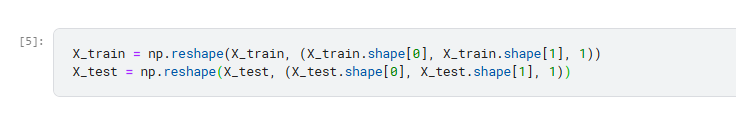 [5]:
X_train = np.reshape(X_train, (X_train.shape[0], X_train.shape[1], 1))
X_test = np.reshape(X_test, (X_test.shape[0], X_test.shape[1], 1))